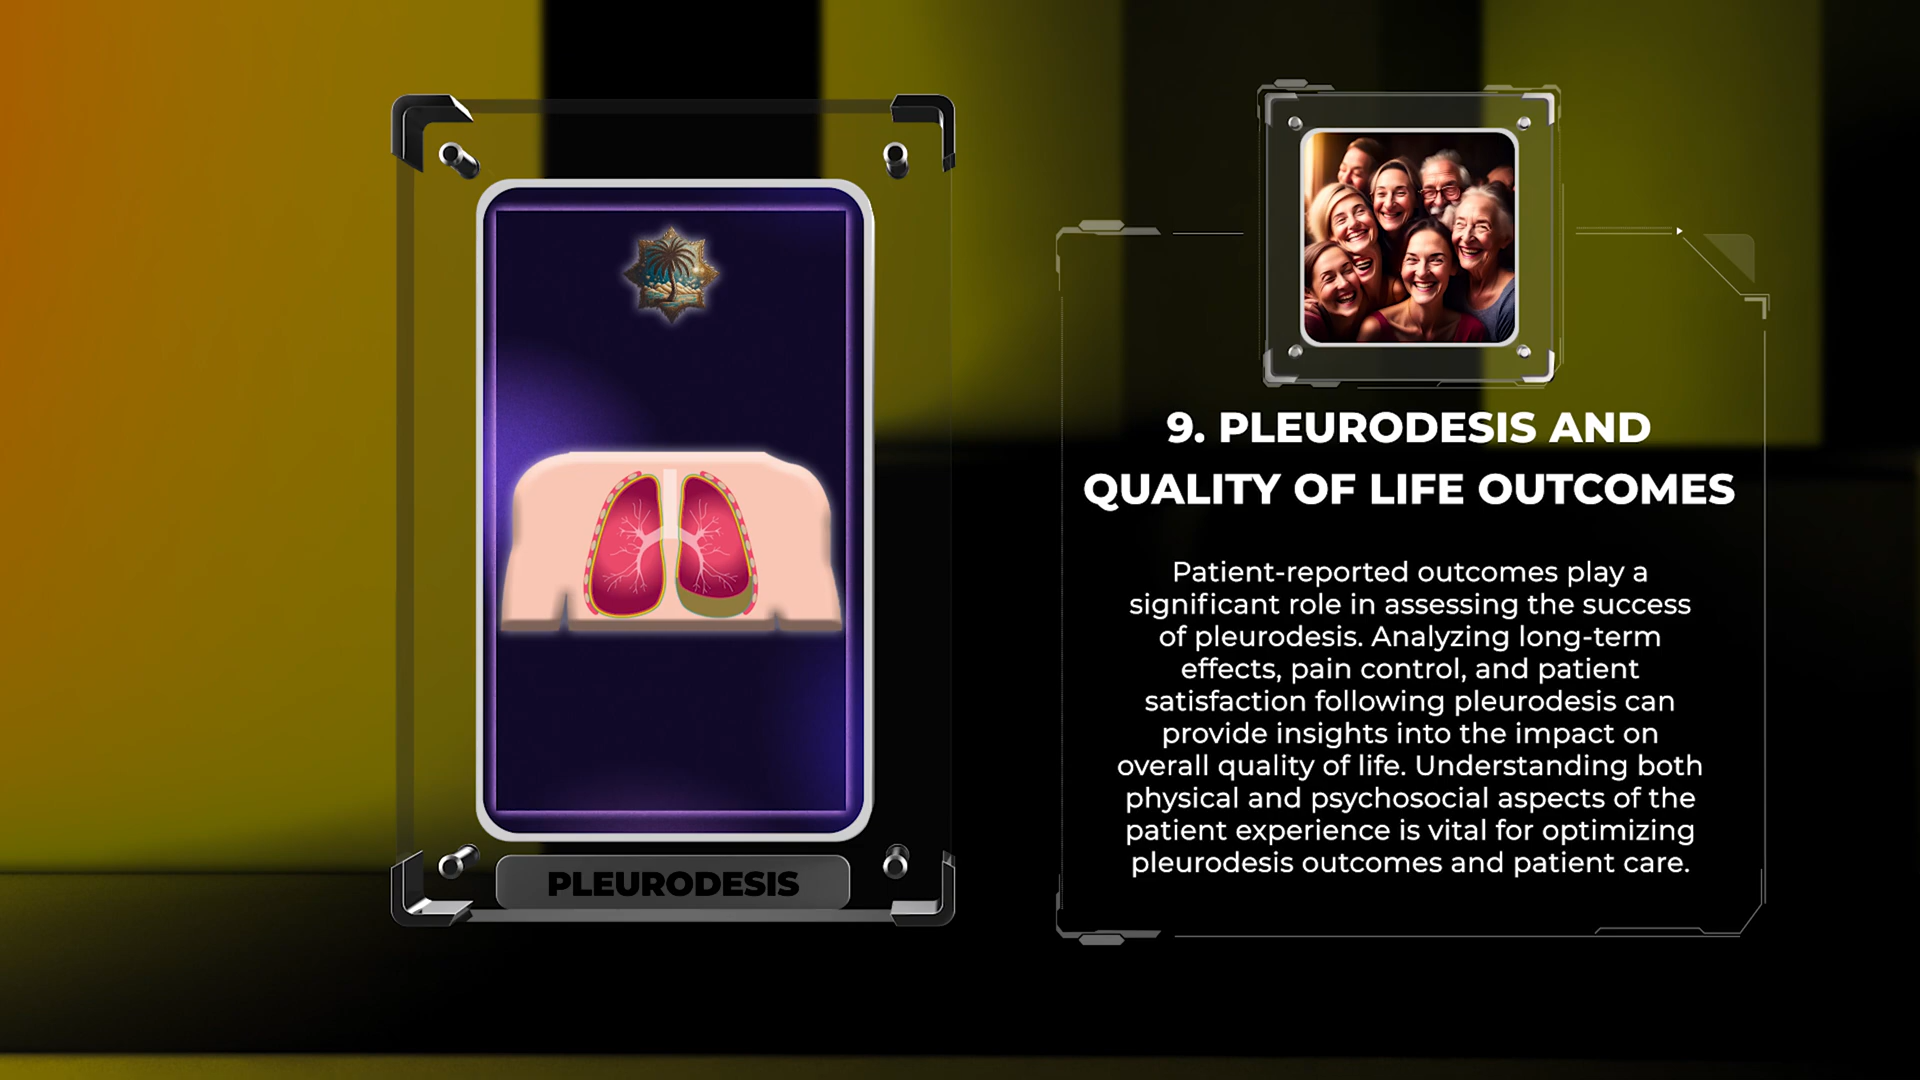 PLEURODESIS
9. PLEURODESIS AND
QUALITY OF LIFE OUTCOMES
Patient-reported outcomes play a
significant role in assessing the success
of pleurodesis. Analyzing long-term
effects, pain control, and patient
satisfaction following pleurodesis can
provide insights into the impact on
overall quality of life. Understanding both
physical and psychosocial aspects of the
patient experience is vital for optimizing
pleurodesis outcomes and patient care.